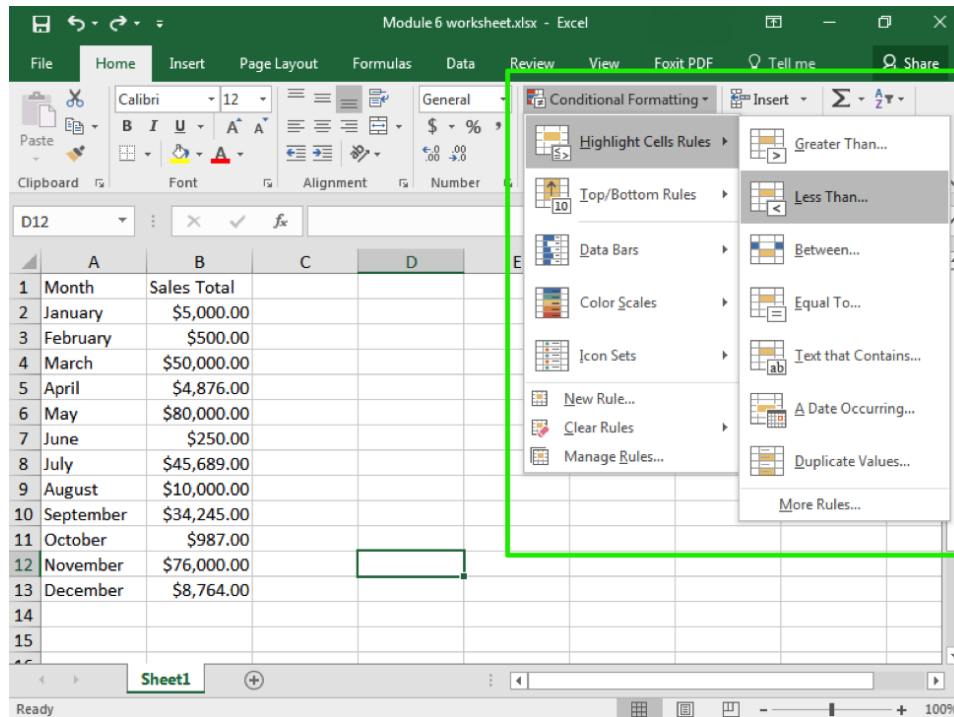 Module 6 worksheet.xlsx - Excel
File Home Insert Page Layout Formulas Data Review View Foxit PDF Tell me Share
Calibri 12 General Conditional Formatting Insert Σ A Z
Paste B I U A A A $ % , .0 .00 .00 .0
Clipboard Font Alignment Number
D12 fx
Highlight Cells Rules
Top/Bottom Rules
10
Data Bars
Color Scales
Icon Sets
New Rule...
Clear Rules
Manage Rules...
Greater Than...
Less Than...
Between...
Equal To...
Text that Contains...
ab
A Date Occurring...
Duplicate Values...
More Rules...
A B C D E
1 Month Sales Total
2 January $5,000.00
3 February $500.00
4 March $50,000.00
5 April $4,876.00
6 May $80,000.00
7 June $250.00
8 July $45,689.00
9 August $10,000.00
10 September $34,245.00
11 October $987.00
12 November $76,000.00
13 December $8,764.00
14
15
Sheet1
Ready 100%